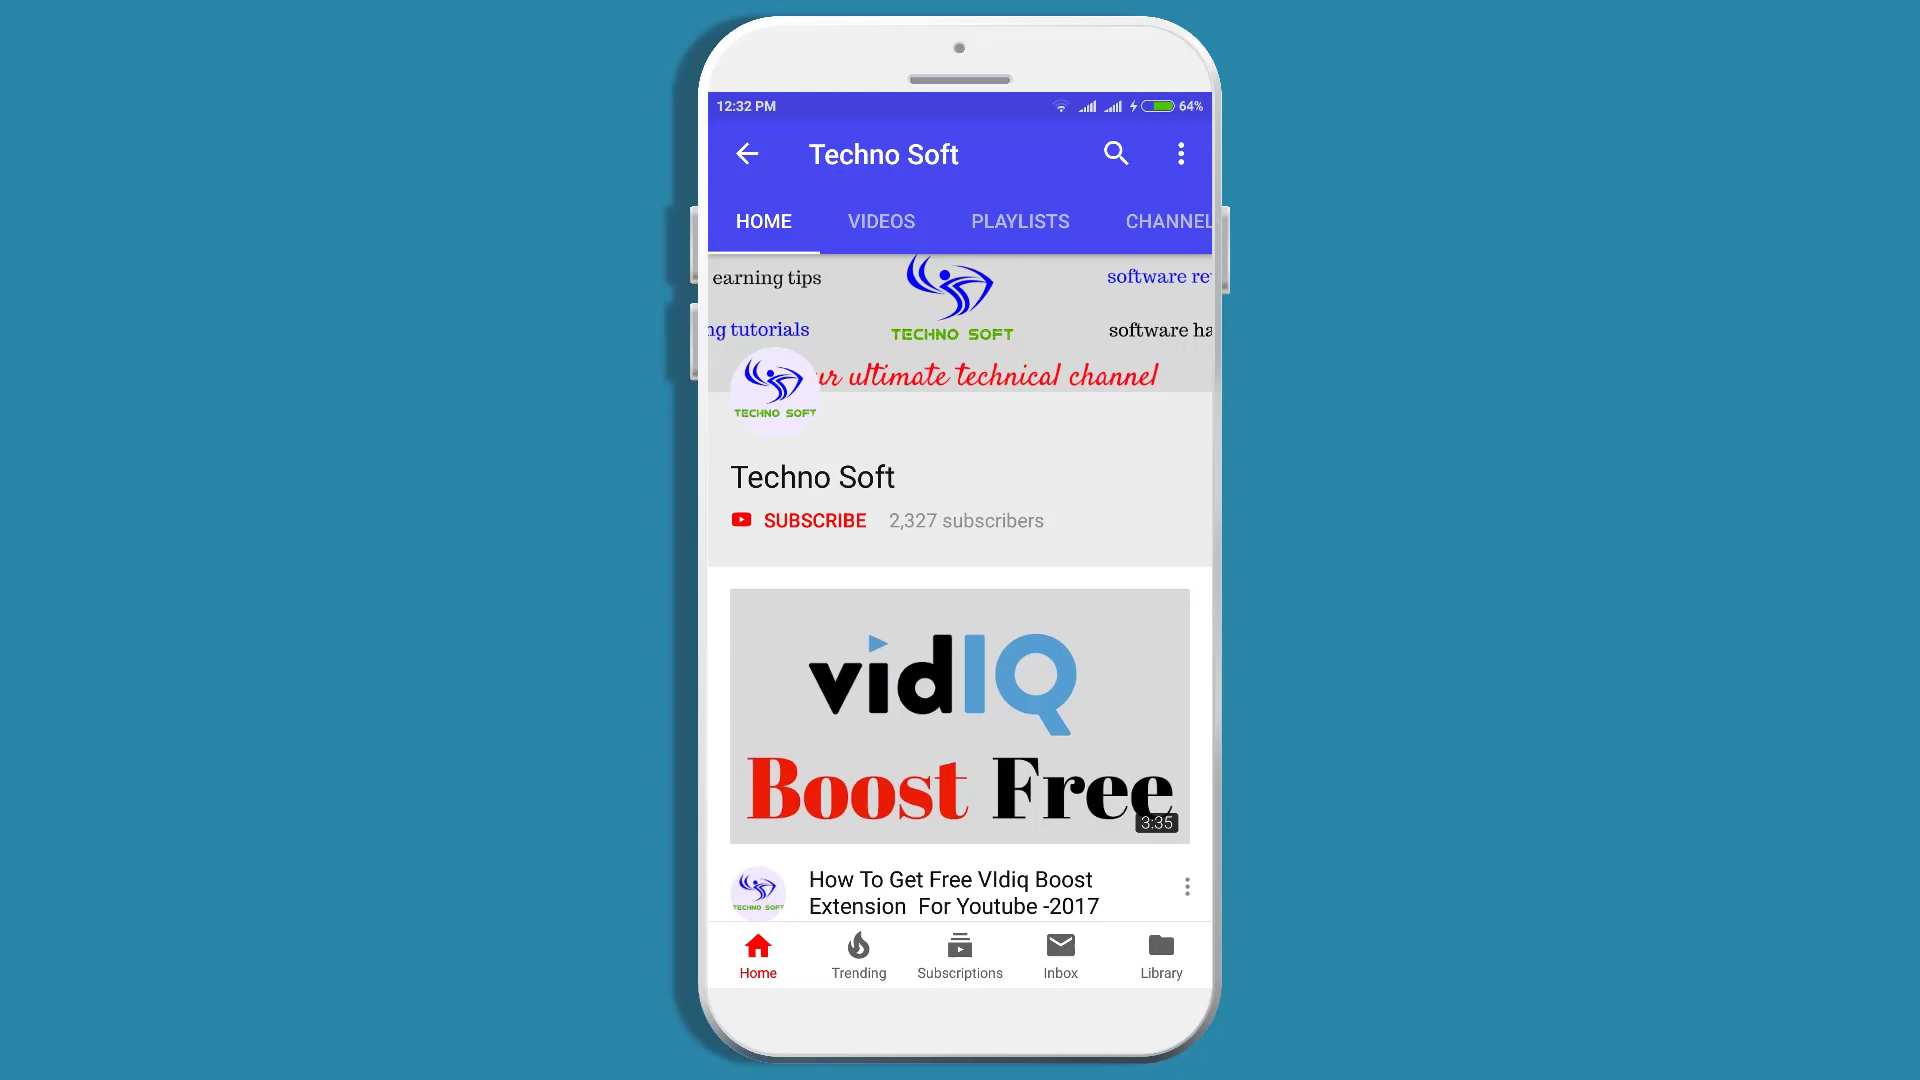 12:32 PM
64%
Techno Soft
HOME VIDEOS PLAYLISTS CHANNEL
earning tips
software re
tutorials
software ha
TECHNO SOFT
ultimate technical channel
TECHNO SOFT
Techno Soft
SUBSCRIBE 2,327 subscribers
vidIQ
Boost Free
3:35
How To Get Free VIdiq Boost
Extension For Youtube -2017
TECHNO SOFT
Home Trending Subscriptions Inbox Library